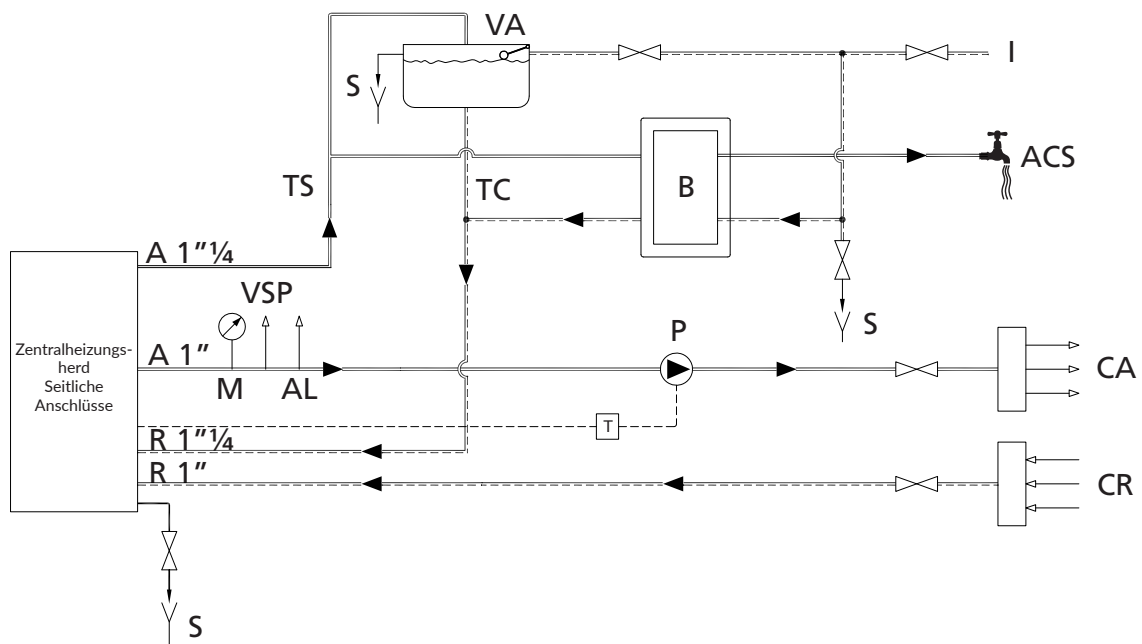 VA
I
S
ACS
TS
TC
B
A 1”¼
VSP
S
P
Zentralheizungs-
herd
Seitliche
Anschlüsse
A 1”
M
AL
CA
T
R 1”¼
R 1”
CR
S